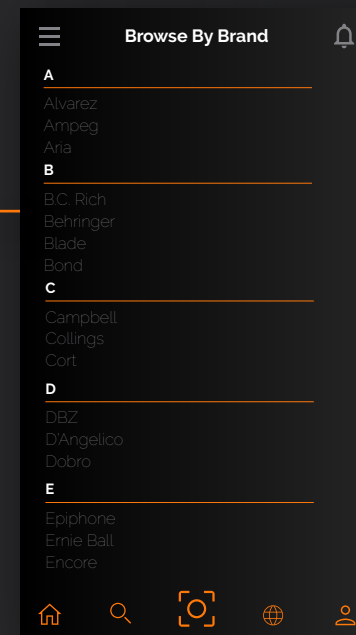 Browse By Brand
A
Alvarez
Ampeg
Aria
B
B.C. Rich
Behringer
Blade
Bond
C
Campbell
Collings
Cort
D
DBZ
D'Angelico
Dobro
E
Epiphone
Ernie Ball
Encore